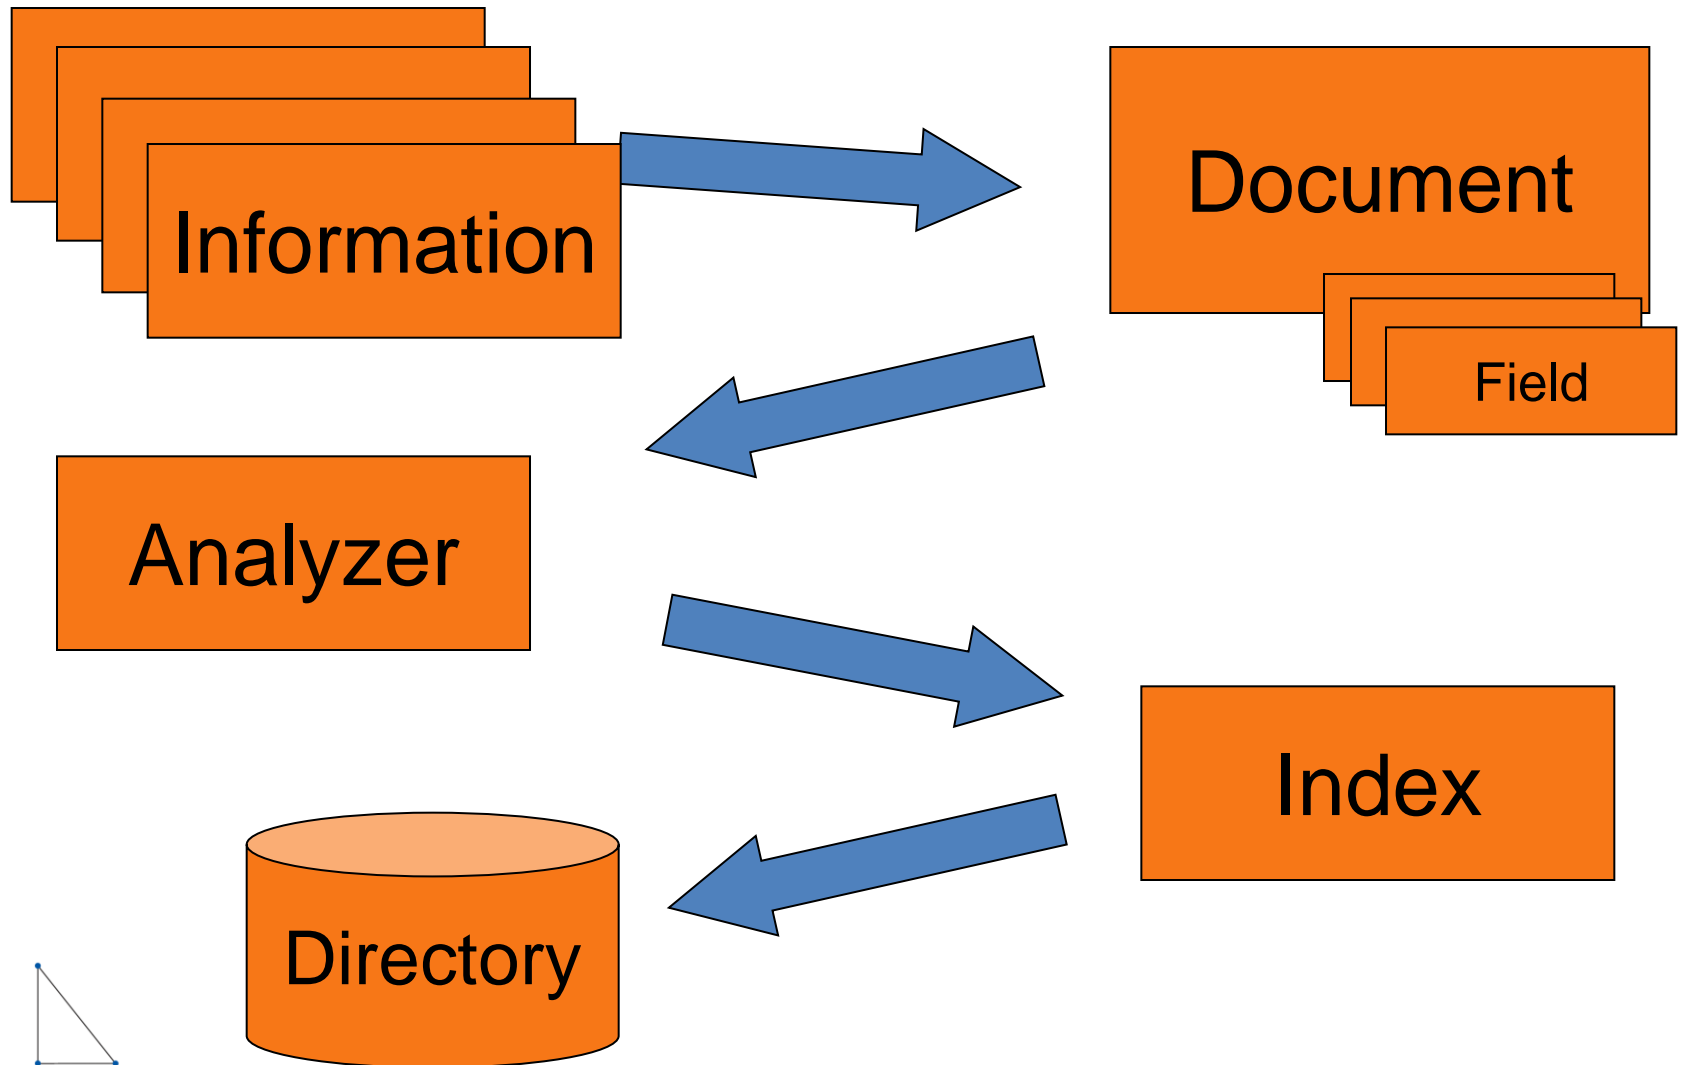 Information
Document
Field
Analyzer
Index
Directory